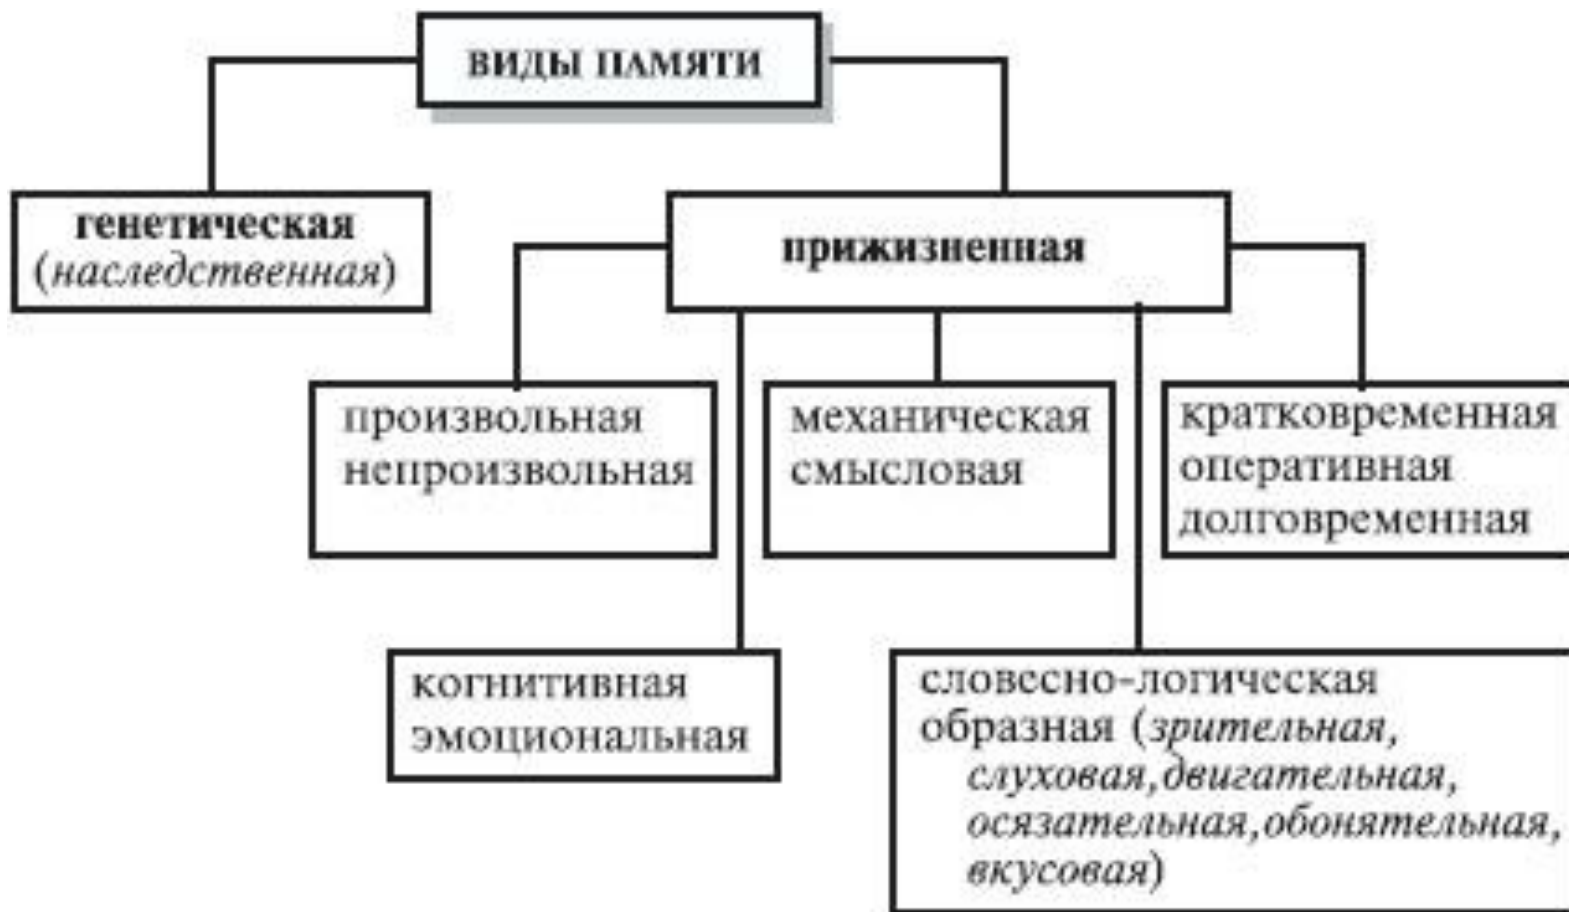 ВИДЫ ПАМЯТИ
генетическая
(наследственная)
прижизненная
произвольная
непроизвольная
механическая
смысловая
кратковременная
оперативная
долговременная
когнитивная
эмоциональная
словесно-логическая
образная (зрительная,
слуховая,двигательная,
осязательная,обонятельная,
вкусовая)